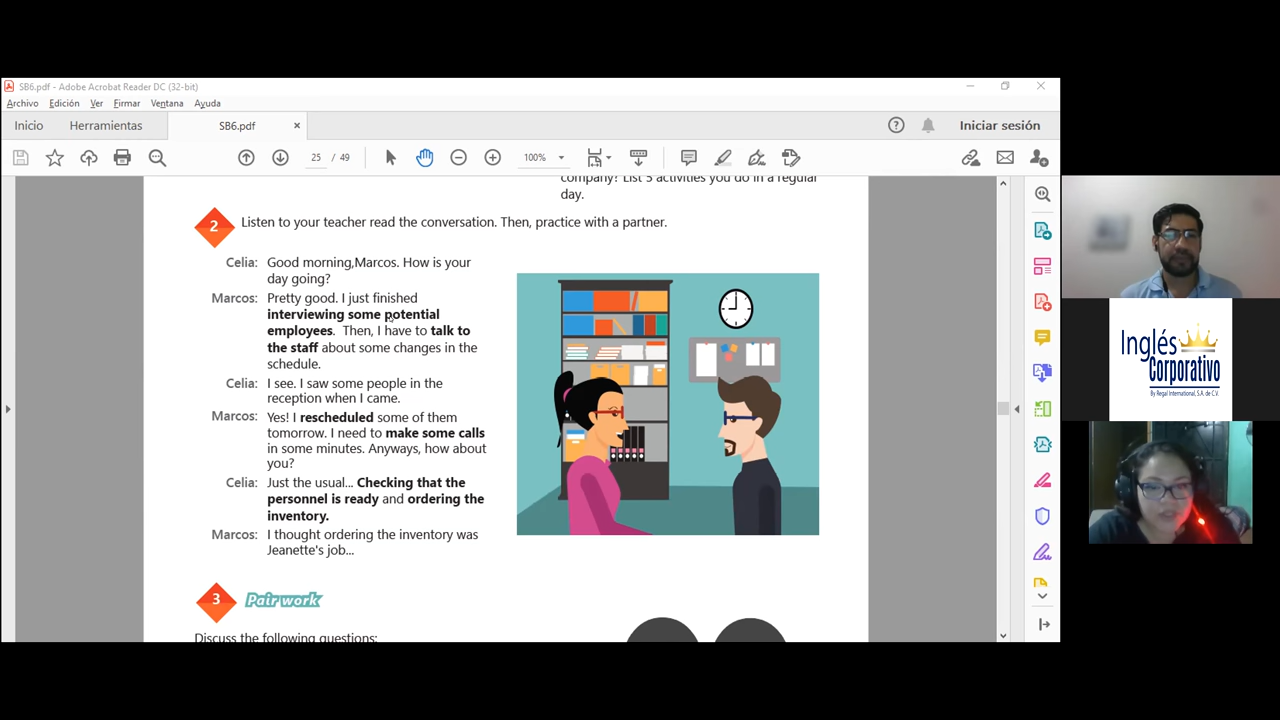 SB6.pdf - Adobe Acrobat Reader DC (32-bit)
Archivo Edición Ver Firmar Ventana Ayuda
Inicio Herramientas SB6.pdf × Iniciar sesión
25 / 49 100%
company? List 5 activities you do in a regular
day.
2 Listen to your teacher read the conversation. Then, practice with a partner.
Celia: Good morning,Marcos. How is your
day going?
Marcos: Pretty good. I just finished
interviewing some potential
employees. Then, I have to talk to
the staff about some changes in the
schedule.
Celia: I see. I saw some people in the
reception when I came.
Marcos: Yes! I rescheduled some of them
tomorrow. I need to make some calls
in some minutes. Anyways, how about
you?
Celia: Just the usual... Checking that the
personnel is ready and ordering the
inventory.
Marcos: I thought ordering the inventory was
Jeanette's job...
3 Pair work
Discuss the following questions:
Inglés
Corporativo
By Regal International, S.A. de C.V.